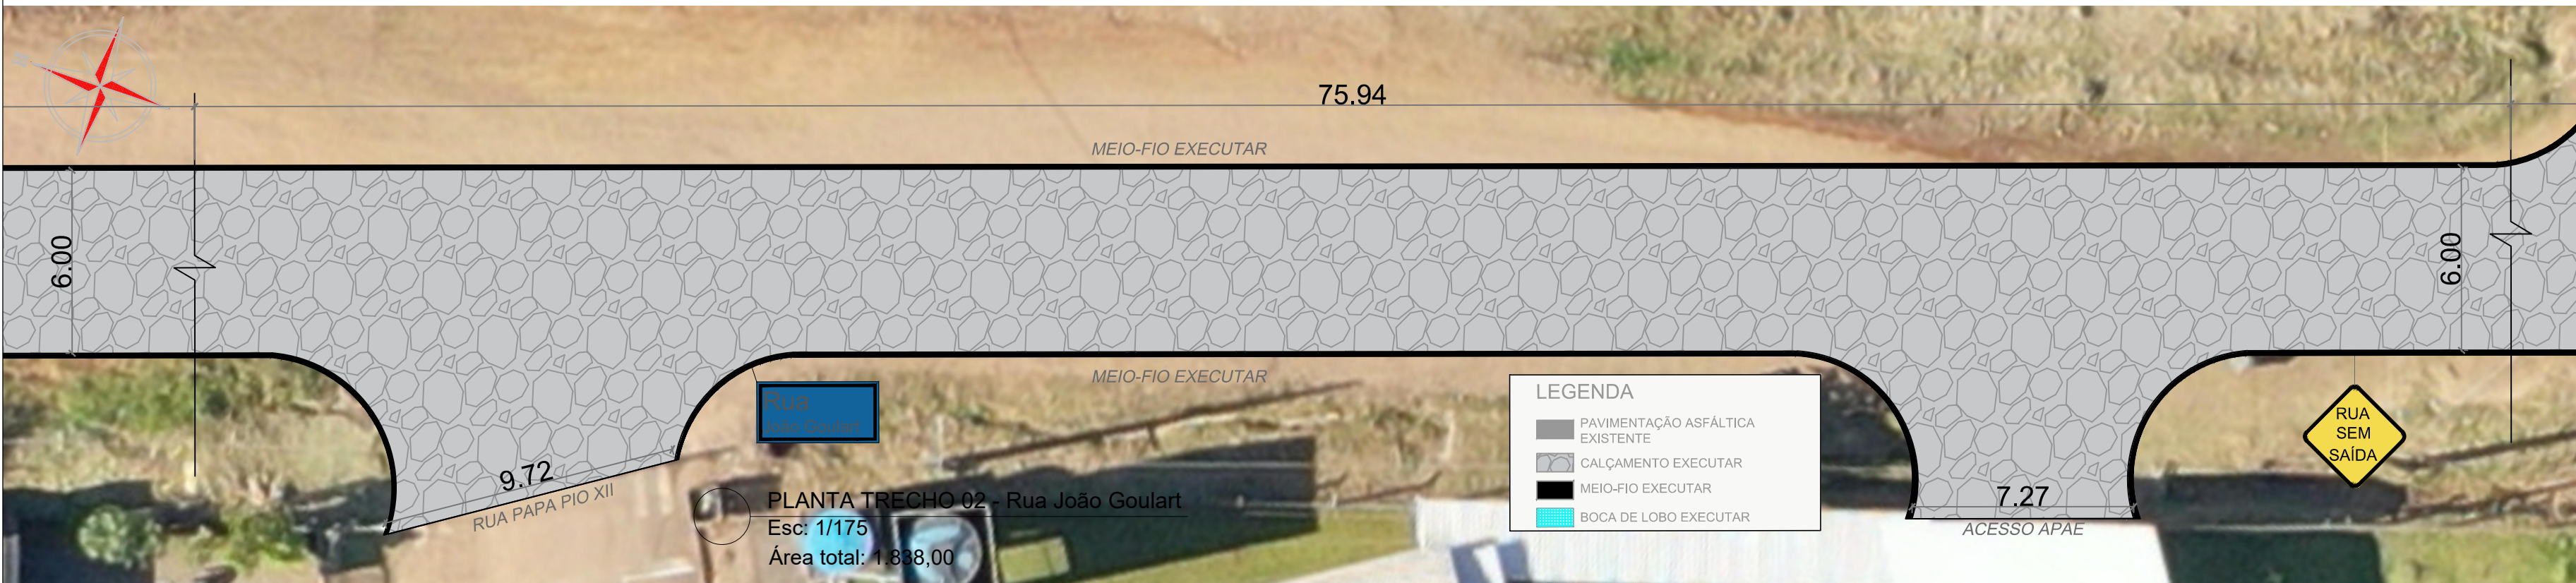 75.94
MEIO-FIO EXECUTAR
6.00
6.00
MEIO-FIO EXECUTAR
Rua
João Goulart
9.72
RUA PAPA PIO XII
PLANTA TRECHO 02 - Rua João Goulart
Esc: 1/175
Área total: 1.838,00
LEGENDA
PAVIMENTAÇÃO ASFÁLTICA
EXISTENTE
CALÇAMENTO EXECUTAR
MEIO-FIO EXECUTAR
BOCA DE LOBO EXECUTAR
7.27
ACESSO APAE
RUA
SEM
SAÍDA